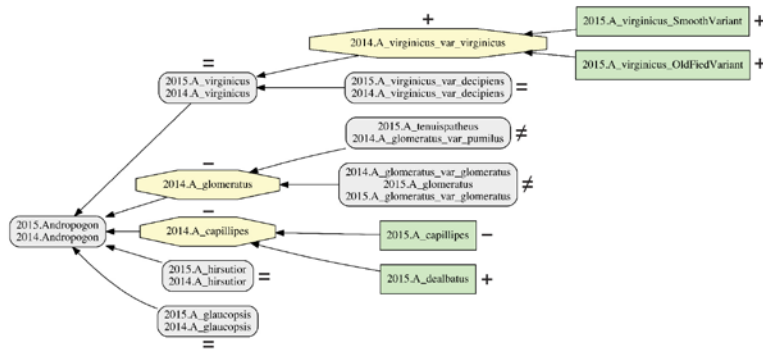 +
2015.A_virginicus_SmoothVariant +
2014.A_virginicus_var_virginicus
2015.A_virginicus_OldFiedVariant +
=
2015.A_virginicus
2014.A_virginicus
2015.A_virginicus_var_decipiens
2014.A_virginicus_var_decipiens =
2015.A_tenuispatheus
2014.A_glomeratus_var_pumilus ≠
−
2014.A_glomeratus
2014.A_glomeratus_var_glomeratus
2015.A_glomeratus ≠
2015.A_glomeratus_var_glomeratus
−
2014.A_capillipes
2015.Andropogon
2014.Andropogon
2015.A_capillipes −
2015.A_hirsutior
2014.A_hirsutior =
2015.A_dealbatus +
2015.A_glaucopsis
2014.A_glaucopsis
=